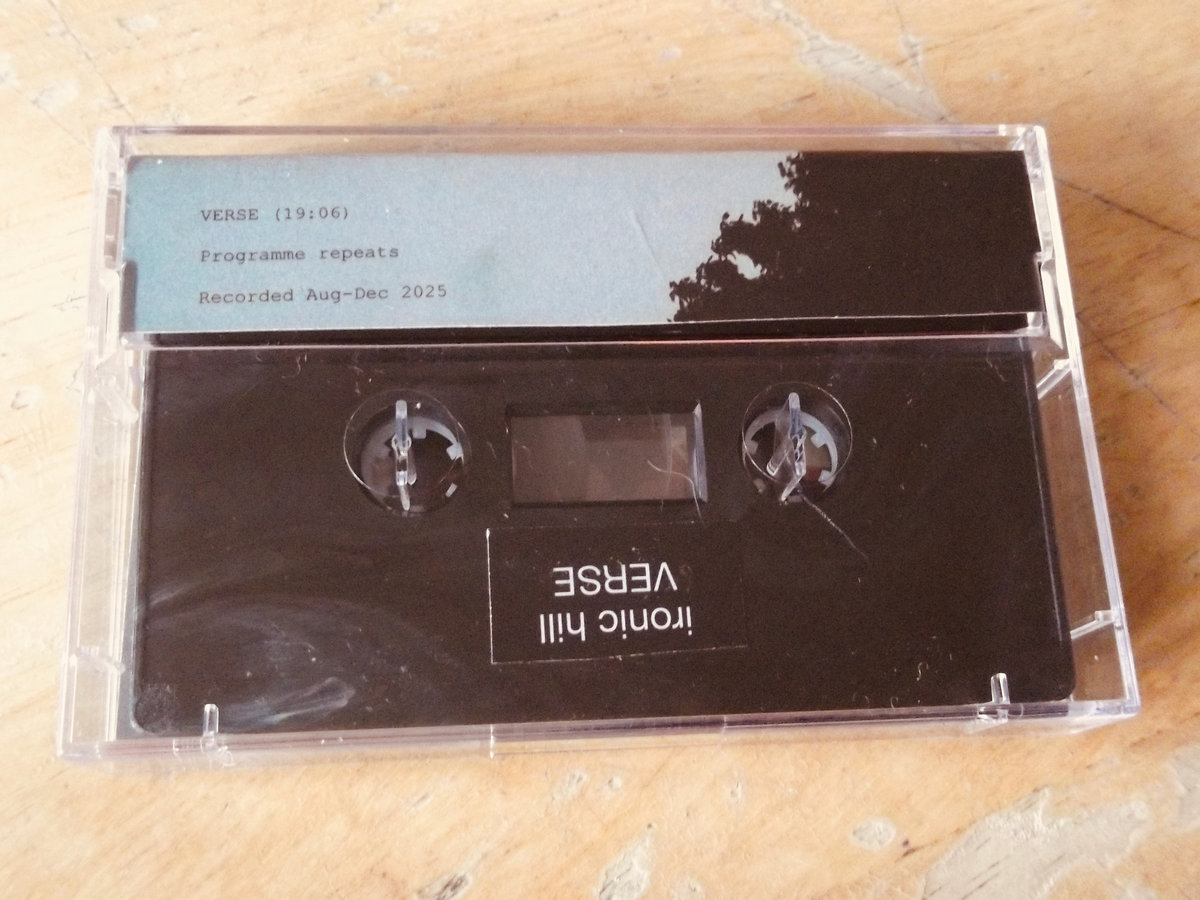 VERSE (19:06)
Programme repeats
Recorded Aug-Dec 2025
ironic hill
VERSE